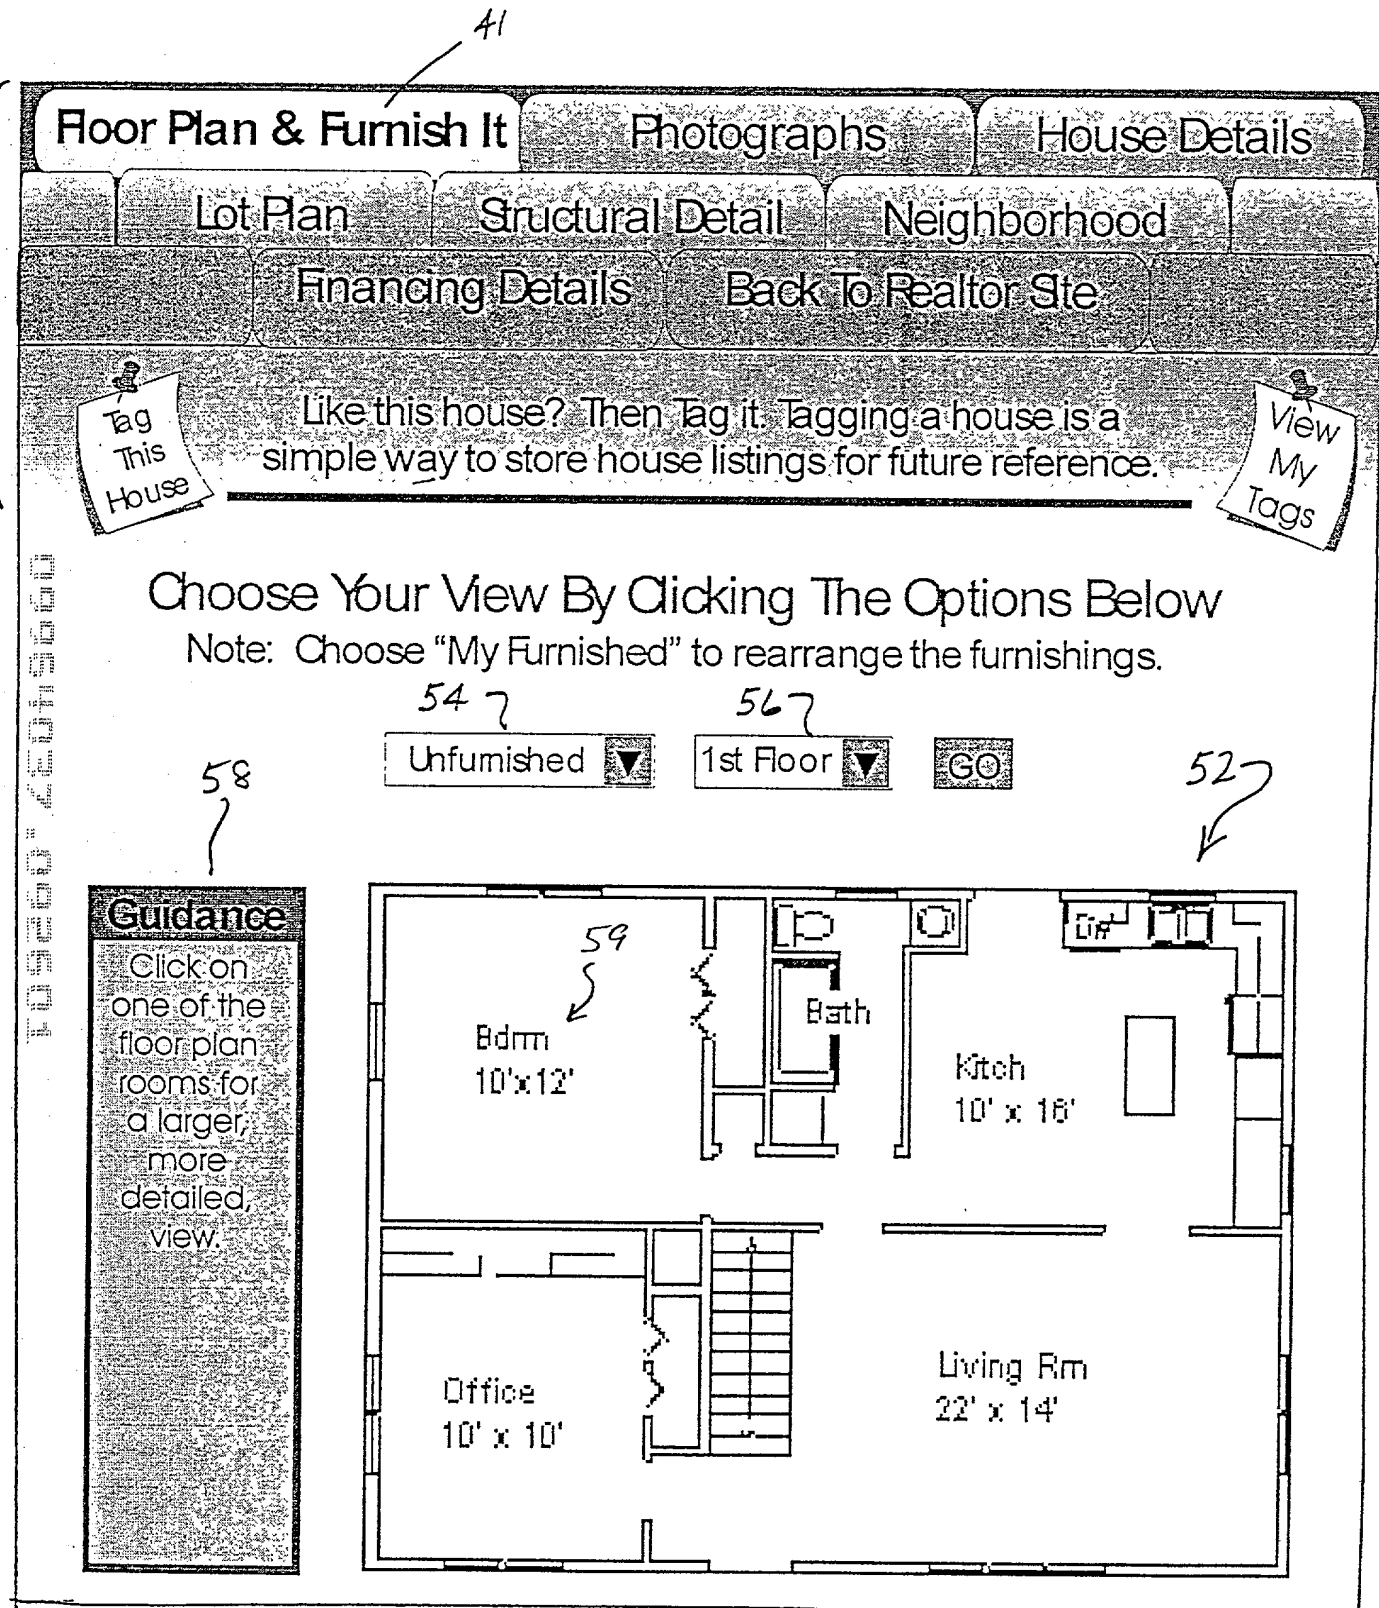 41
Floor Plan & Furnish It Photographs House Details
Lot Plan Structural Detail Neighborhood
Financing Details Back To Realtor Site
Tag
This
House
Like this house? Then Tag it. Tagging a house is a
simple way to store house listings for future reference.
View
My
Tags
Choose Your View By Clicking The Options Below
Note: Choose “My Furnished” to rearrange the furnishings.
54 56
Unfurnished 1st Floor GO
58 52
Guidance
Click on
one of the
floor plan
rooms for
a larger,
more
detailed,
view.
59
Bdrm
10'x12'
Bath
Kitch
10' x 16'
Office
10' x 10'
Living Rm
22' x 14'